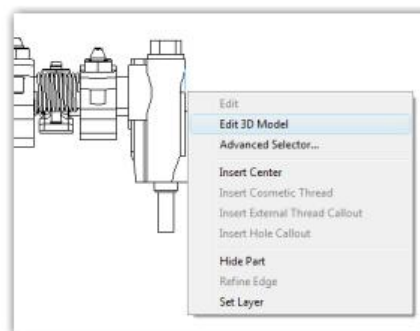 Edit
Edit 3D Model
Advanced Selector...
Insert Center
Insert Cosmetic Thread
Insert External Thread Callout
Insert Hole Callout
Hide Part
Refine Edge
Set Layer